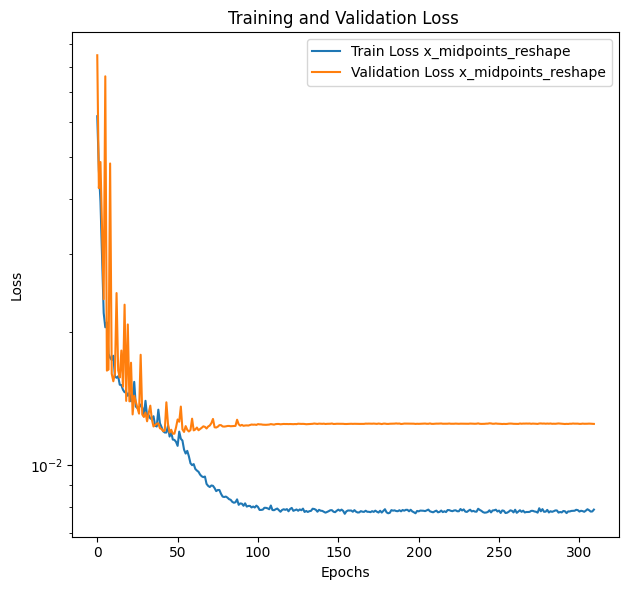 Training and Validation Loss
Train Loss x_midpoints_reshape
Validation Loss x_midpoints_reshape
Loss
10⁻²
0 50 100 150 200 250 300
Epochs